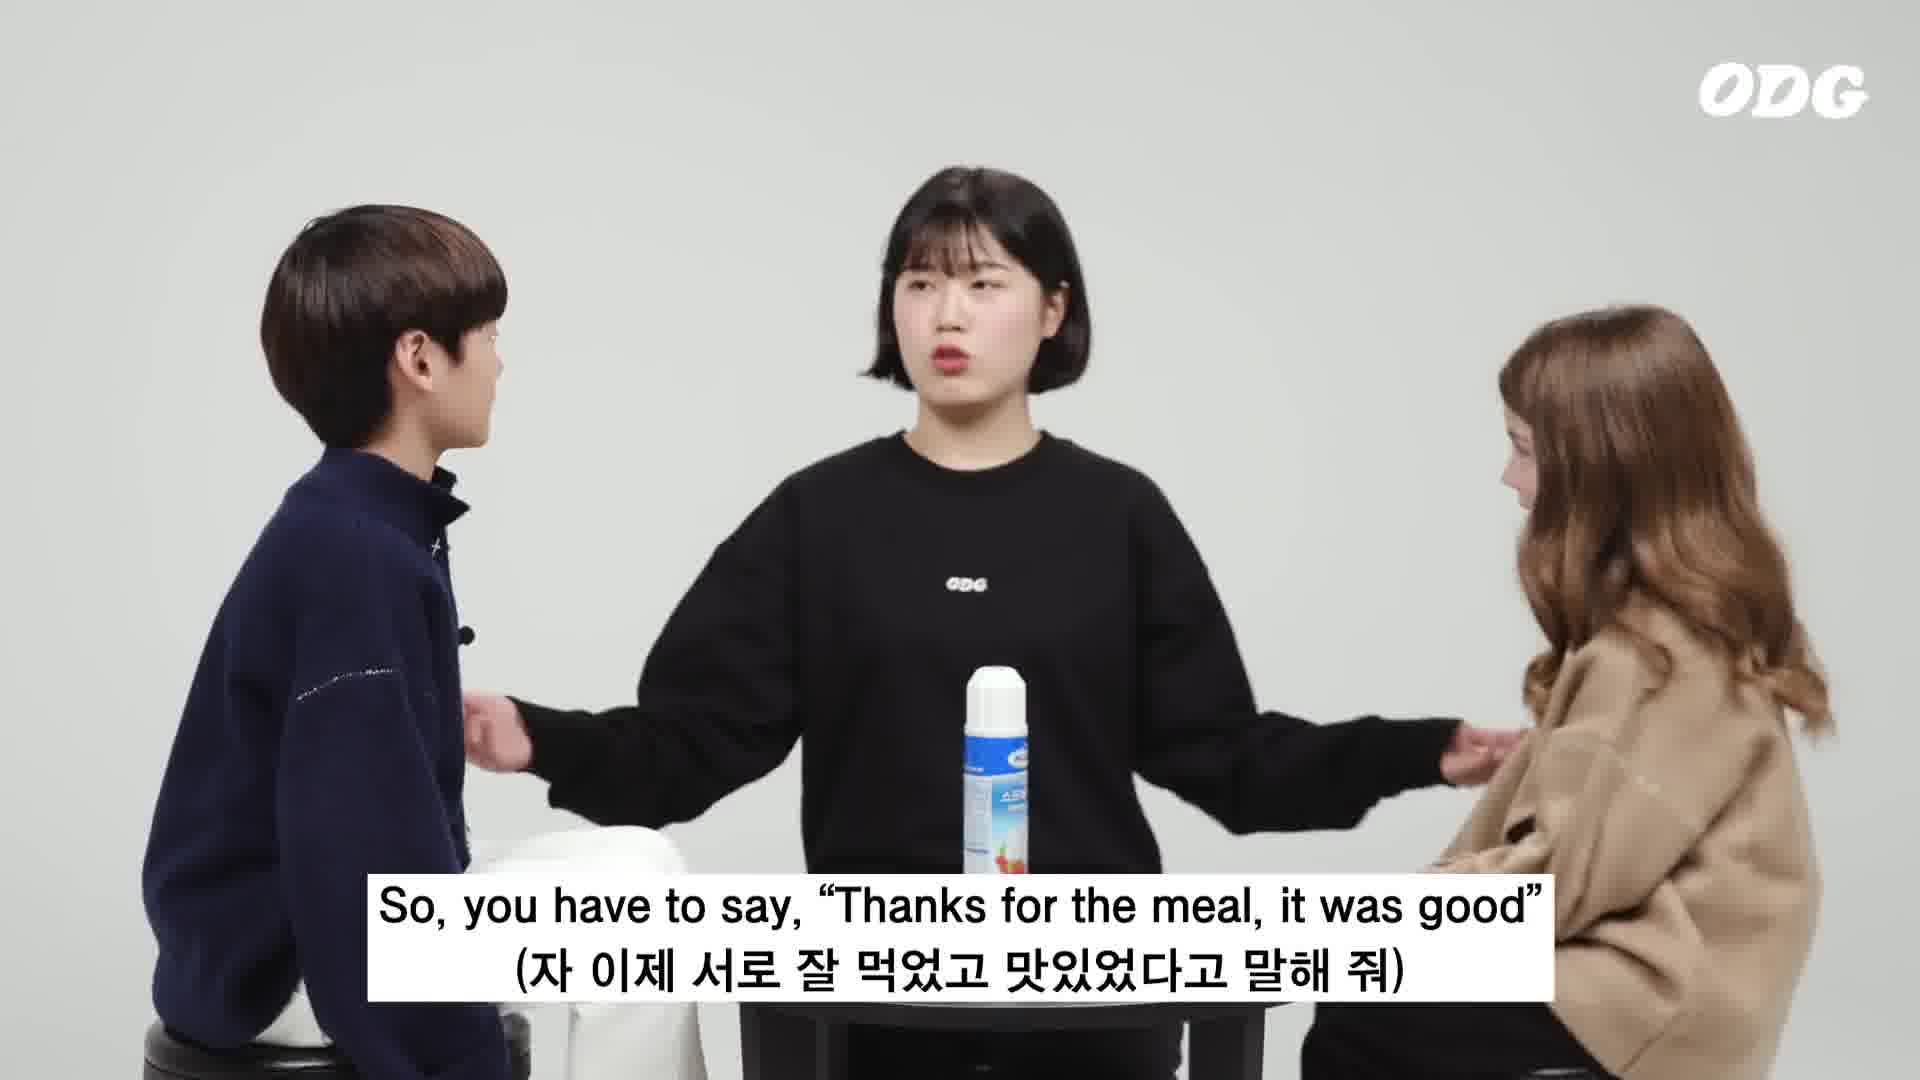 ODG
ODG
So, you have to say, “Thanks for the meal, it was good”
(자 이제 서로 잘 먹었고 맛있었다고 말해 줘)